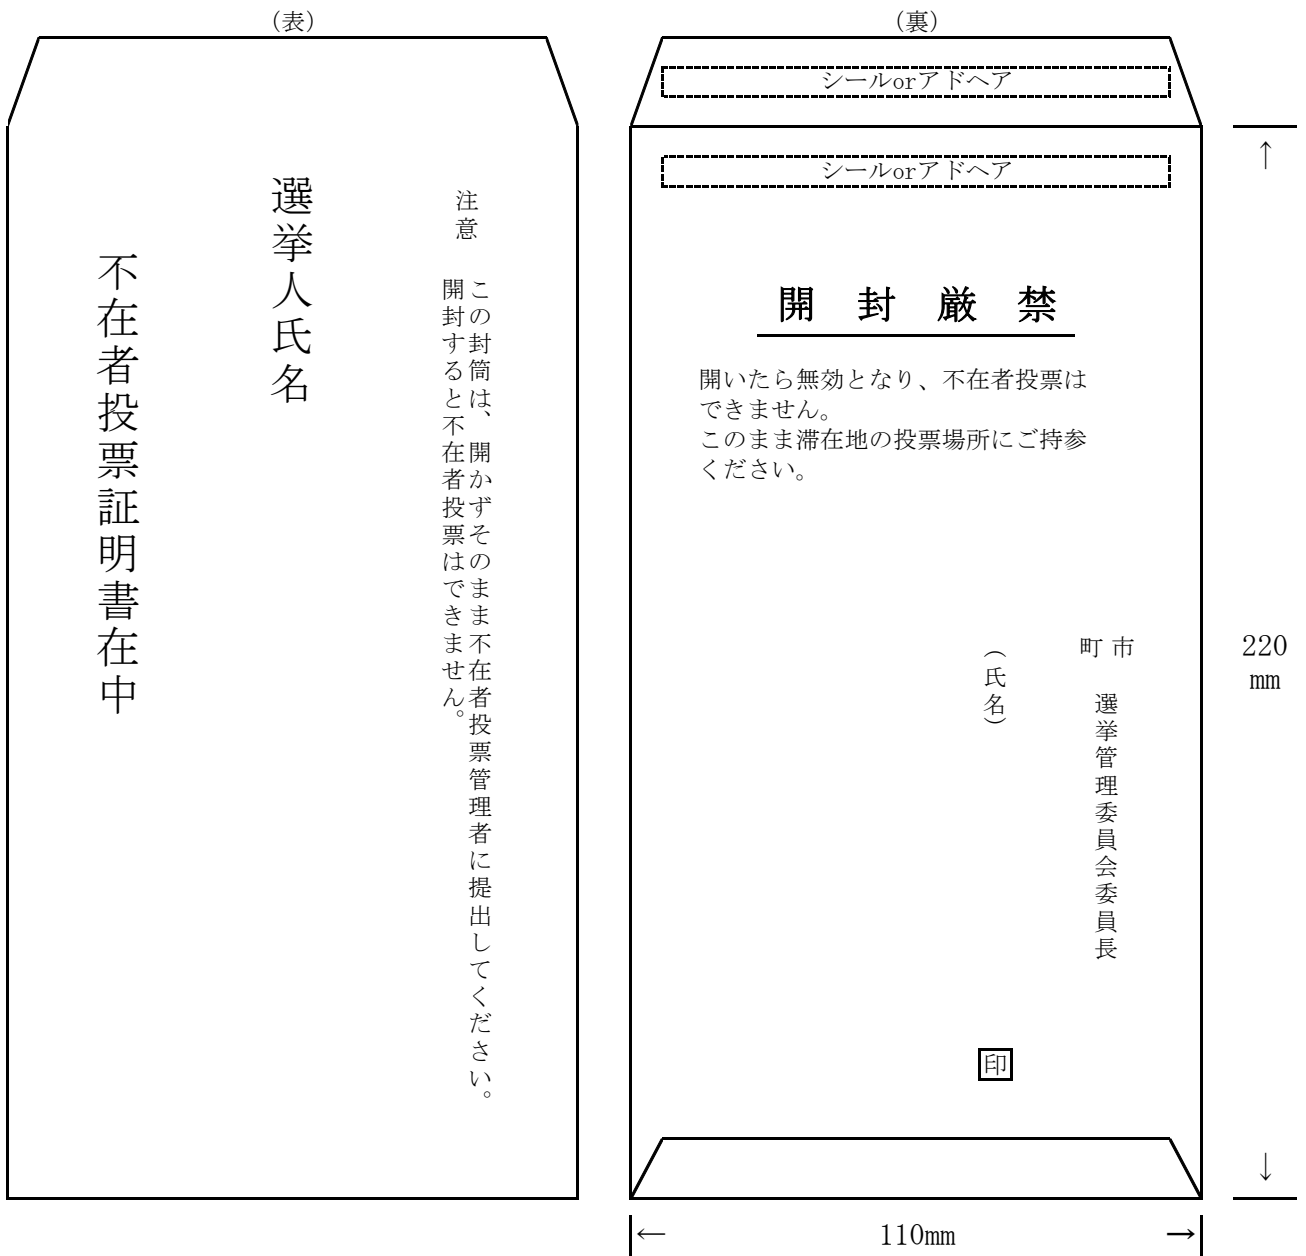 (表)
注意
この封筒は、開かずそのまま不在者投票管理者に提出してください。
開封すると不在者投票はできません。
選挙人氏名
不在者投票証明書在中
(裏)
シールorアドヘア
シールorアドヘア
開封厳禁
開いたら無効となり、不在者投票は
できません。
このまま滞在地の投票場所にご持参
ください。
市
町
選挙管理委員会委員長
(氏名)
印
↑
220
mm
↓
← 110mm →